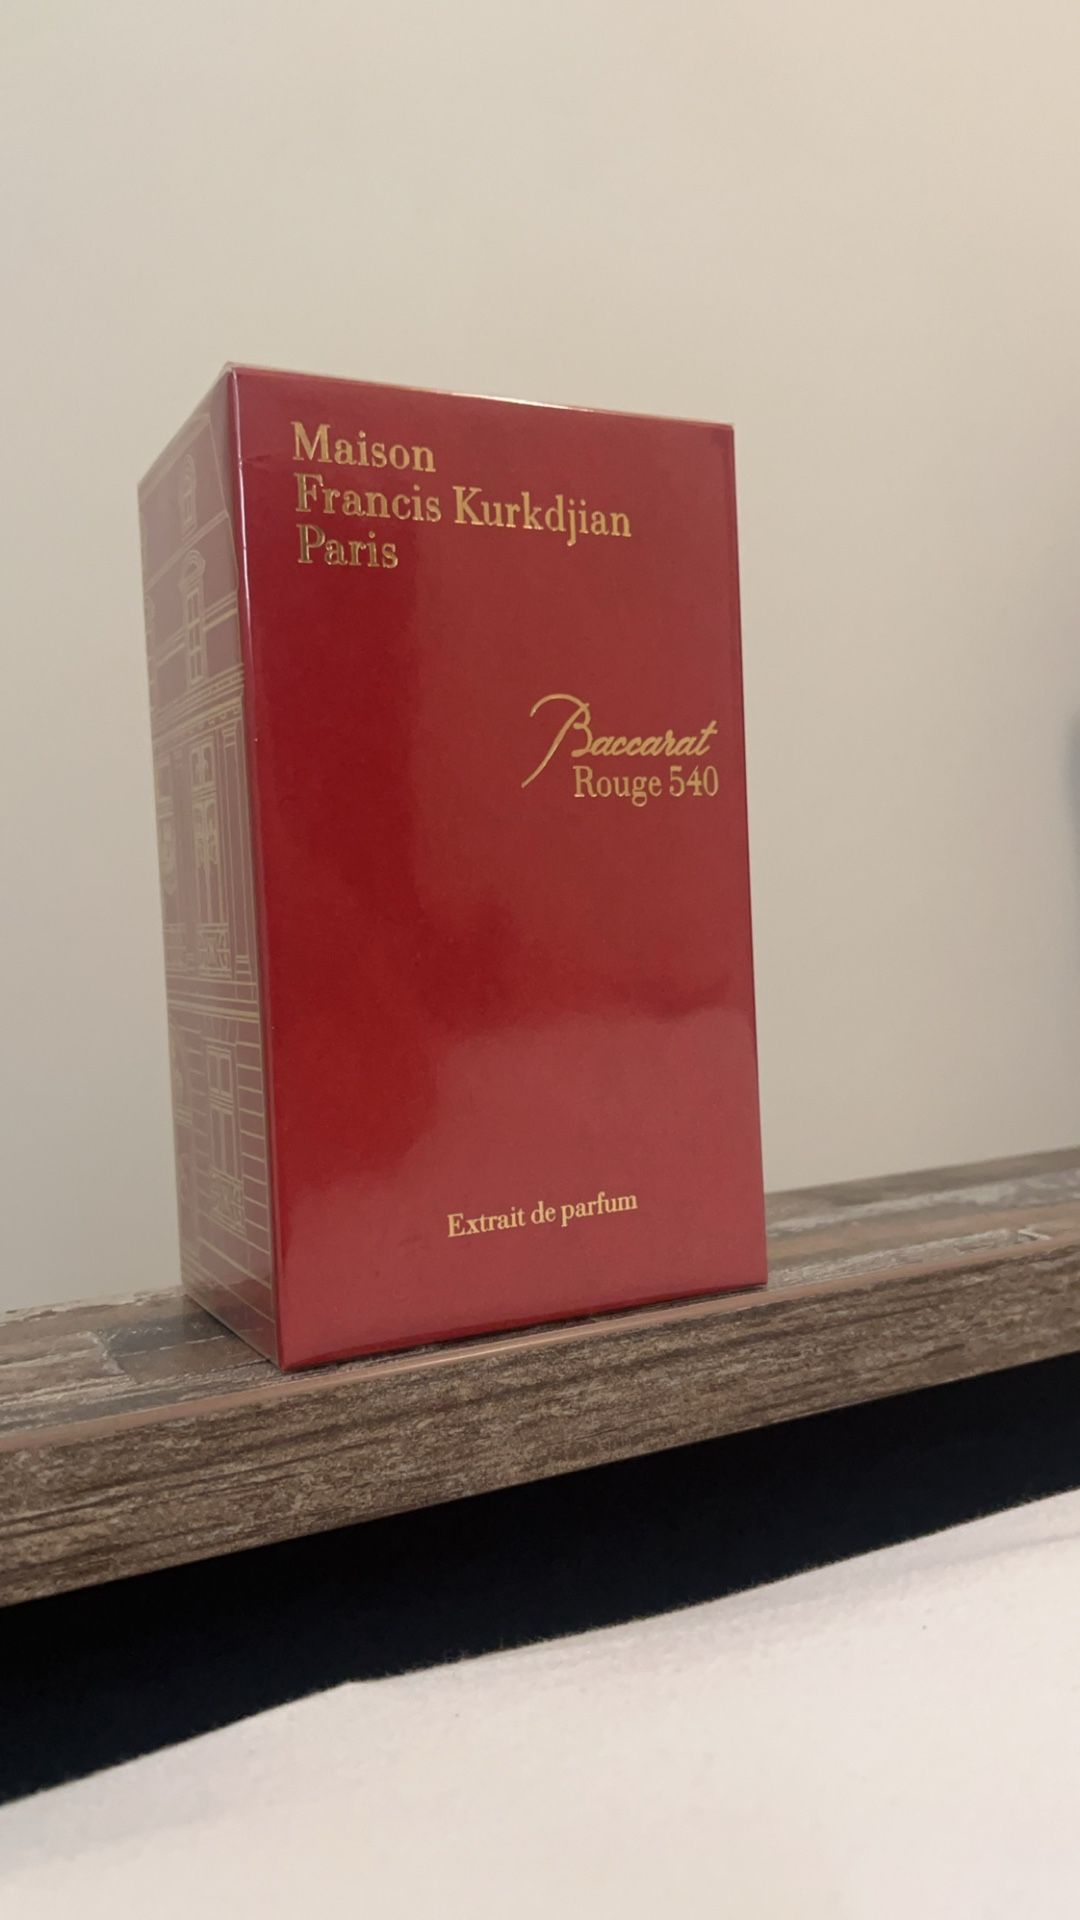 Maison
Francis Kurkdjian
Paris
Baccarat
Rouge 540
Extrait de parfum